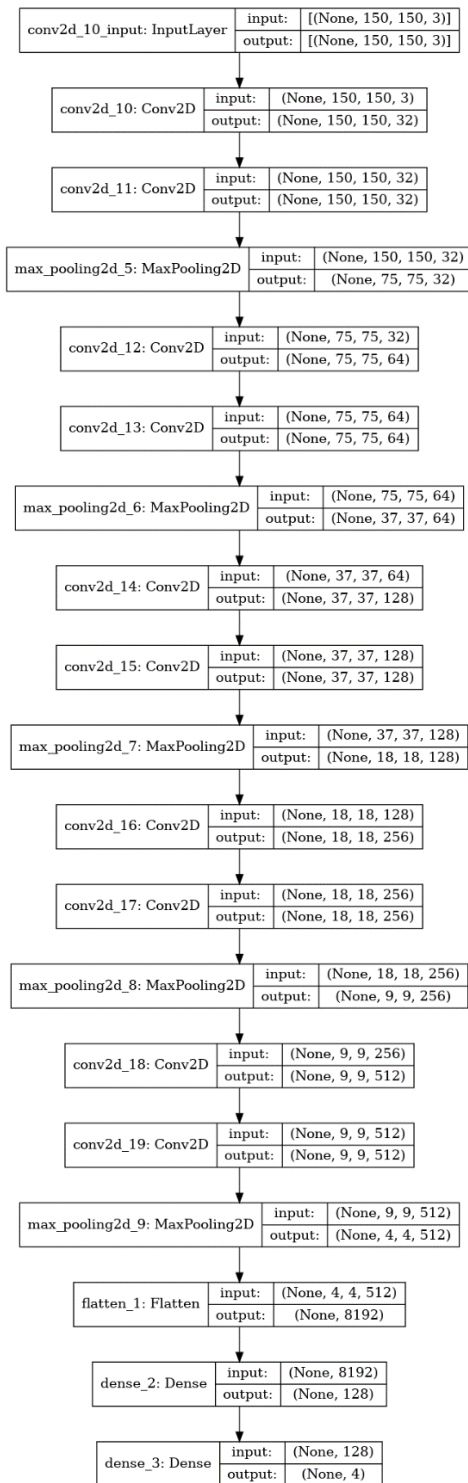 conv2d_10_input: InputLayer
input: [(None, 150, 150, 3)]
output: [(None, 150, 150, 3)]
conv2d_10: Conv2D
input: (None, 150, 150, 3)
output: (None, 150, 150, 32)
conv2d_11: Conv2D
input: (None, 150, 150, 32)
output: (None, 150, 150, 32)
max_pooling2d_5: MaxPooling2D
input: (None, 150, 150, 32)
output: (None, 75, 75, 32)
conv2d_12: Conv2D
input: (None, 75, 75, 32)
output: (None, 75, 75, 64)
conv2d_13: Conv2D
input: (None, 75, 75, 64)
output: (None, 75, 75, 64)
max_pooling2d_6: MaxPooling2D
input: (None, 75, 75, 64)
output: (None, 37, 37, 64)
conv2d_14: Conv2D
input: (None, 37, 37, 64)
output: (None, 37, 37, 128)
conv2d_15: Conv2D
input: (None, 37, 37, 128)
output: (None, 37, 37, 128)
max_pooling2d_7: MaxPooling2D
input: (None, 37, 37, 128)
output: (None, 18, 18, 128)
conv2d_16: Conv2D
input: (None, 18, 18, 128)
output: (None, 18, 18, 256)
conv2d_17: Conv2D
input: (None, 18, 18, 256)
output: (None, 18, 18, 256)
max_pooling2d_8: MaxPooling2D
input: (None, 18, 18, 256)
output: (None, 9, 9, 256)
conv2d_18: Conv2D
input: (None, 9, 9, 256)
output: (None, 9, 9, 512)
conv2d_19: Conv2D
input: (None, 9, 9, 512)
output: (None, 9, 9, 512)
max_pooling2d_9: MaxPooling2D
input: (None, 9, 9, 512)
output: (None, 4, 4, 512)
flatten_1: Flatten
input: (None, 4, 4, 512)
output: (None, 8192)
dense_2: Dense
input: (None, 8192)
output: (None, 128)
dense_3: Dense
input: (None, 128)
output: (None, 4)